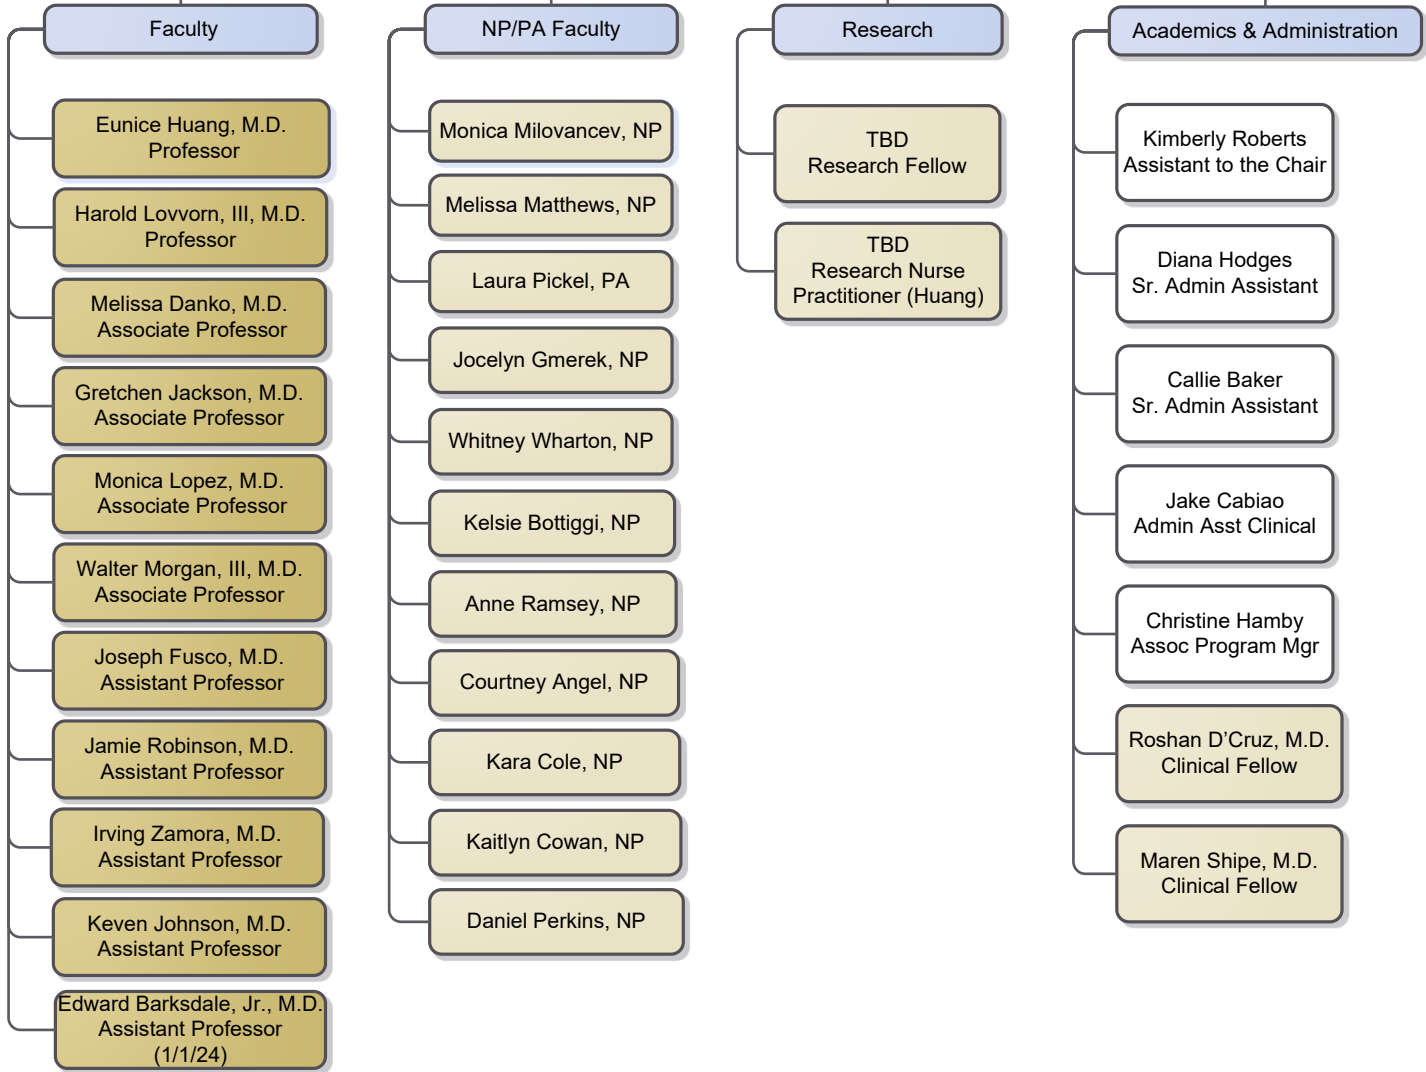 Faculty
Eunice Huang, M.D.
Professor
Harold Lovvorn, III, M.D.
Professor
Melissa Danko, M.D.
Associate Professor
Gretchen Jackson, M.D.
Associate Professor
Monica Lopez, M.D.
Associate Professor
Walter Morgan, III, M.D.
Associate Professor
Joseph Fusco, M.D.
Assistant Professor
Jamie Robinson, M.D.
Assistant Professor
Irving Zamora, M.D.
Assistant Professor
Keven Johnson, M.D.
Assistant Professor
Edward Barksdale, Jr., M.D.
Assistant Professor
(1/1/24)
NP/PA Faculty
Monica Milovancev, NP
Melissa Matthews, NP
Laura Pickel, PA
Jocelyn Gmerek, NP
Whitney Wharton, NP
Kelsie Bottiggi, NP
Anne Ramsey, NP
Courtney Angel, NP
Kara Cole, NP
Kaitlyn Cowan, NP
Daniel Perkins, NP
Research
TBD
Research Fellow
TBD
Research Nurse
Practitioner (Huang)
Academics & Administration
Kimberly Roberts
Assistant to the Chair
Diana Hodges
Sr. Admin Assistant
Callie Baker
Sr. Admin Assistant
Jake Cabiao
Admin Asst Clinical
Christine Hamby
Assoc Program Mgr
Roshan D’Cruz, M.D.
Clinical Fellow
Maren Shipe, M.D.
Clinical Fellow